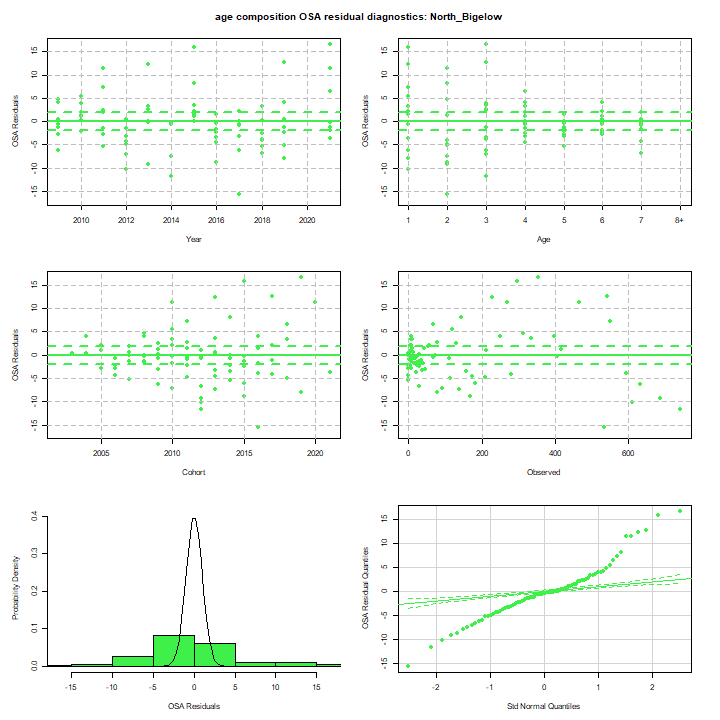 age composition OSA residual diagnostics: North_Bigelow
OSA Residuals
15
10
5
0
-5
-10
-15
2010 2012 2014 2016 2018 2020
Year
OSA Residuals
15
10
5
0
-5
-10
-15
1 2 3 4 5 6 7 8+
Age
OSA Residuals
15
10
5
0
-5
-10
-15
2005 2010 2015 2020
Cohort
OSA Residuals
15
10
5
0
-5
-10
-15
0 200 400 600
Observed
Probability Density
0.4
0.3
0.2
0.1
0.0
-15 -10 -5 0 5 10 15
OSA Residuals
OSA Residual Quantiles
15
10
5
0
-5
-10
-15
-2 -1 0 1 2
Std Normal Quantiles